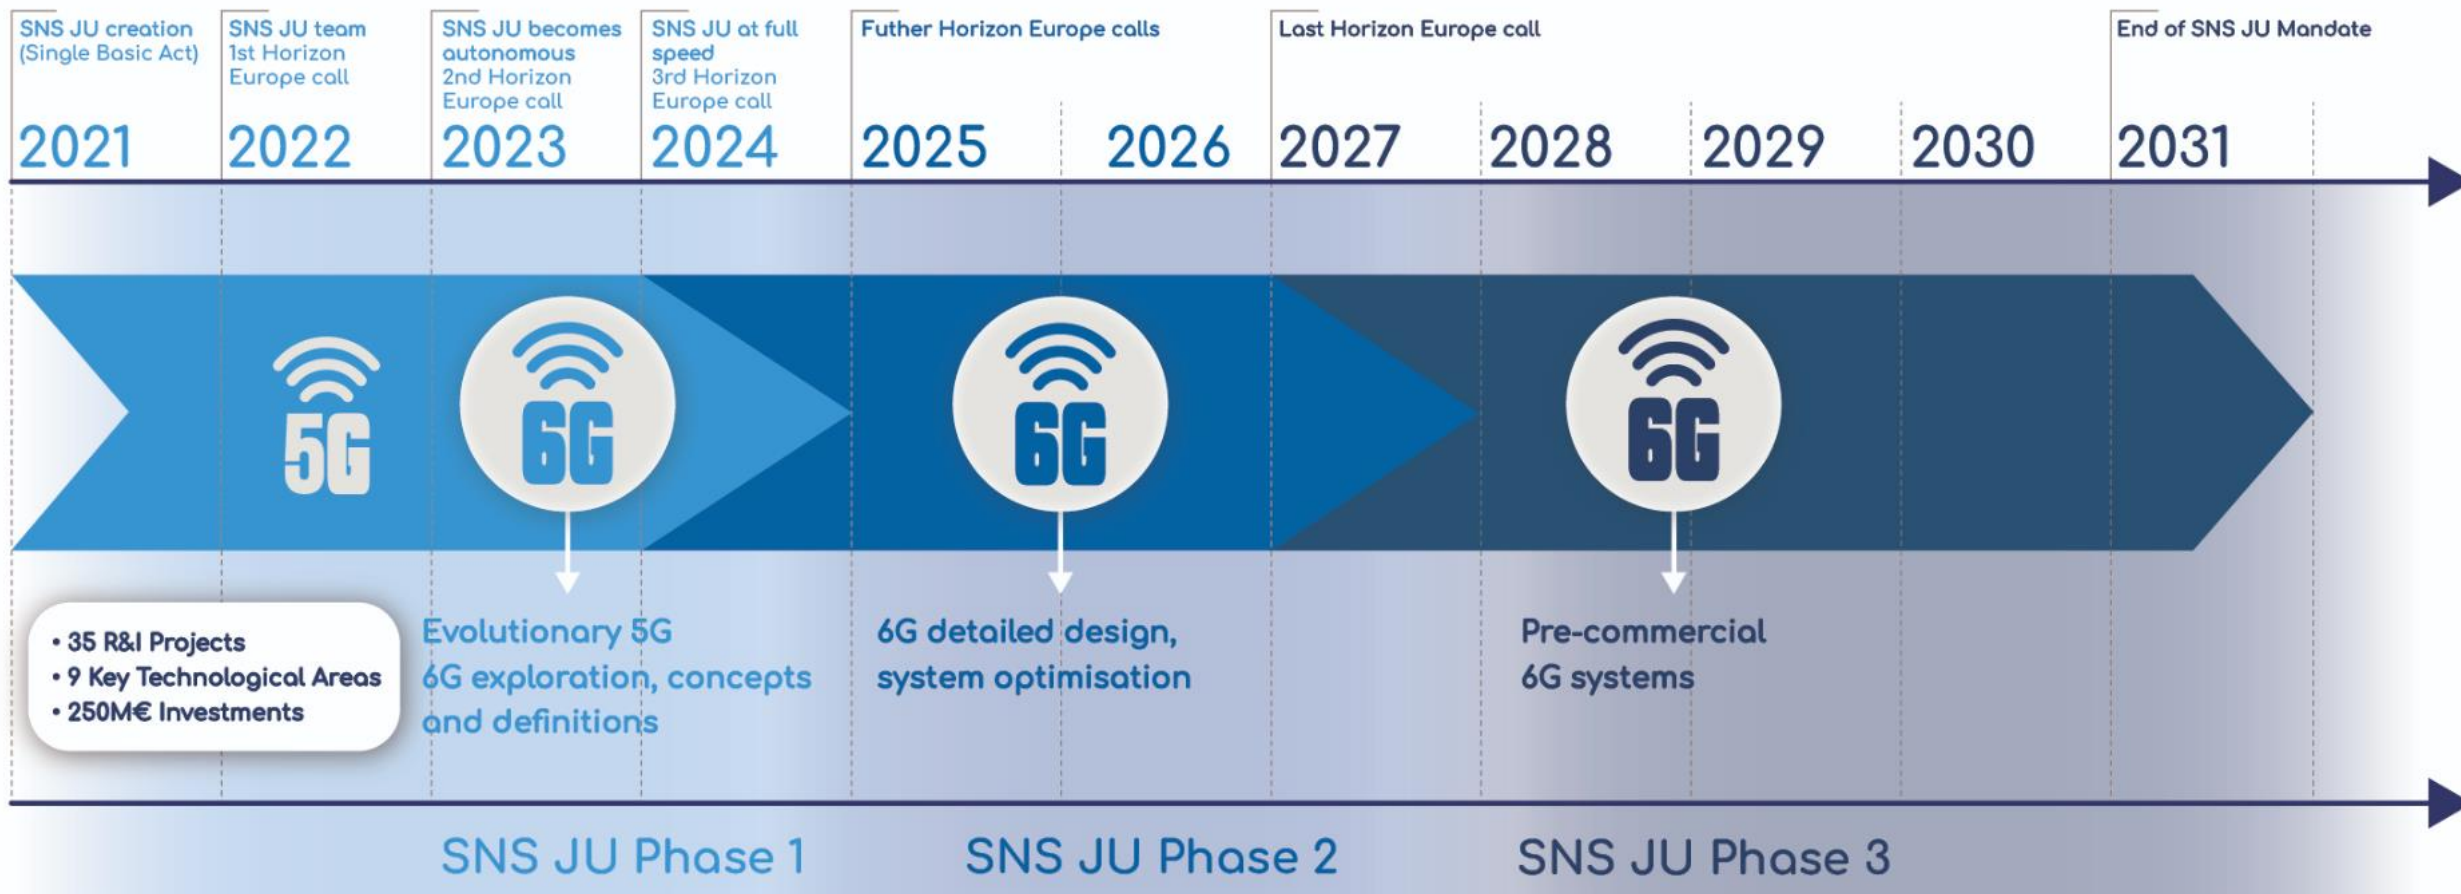 SNS JU creation
(Single Basic Act)
SNS JU team
1st Horizon
Europe call
SNS JU becomes
autonomous
2nd Horizon
Europe call
SNS JU at full
speed
3rd Horizon
Europe call
Futher Horizon Europe calls
Last Horizon Europe call
End of SNS JU Mandate
2021
2022
2023
2024
2025
2026
2027
2028
2029
2030
2031
5G
6G
6G
6G
• 35 R&I Projects
• 9 Key Technological Areas
• 250M€ Investments
Evolutionary 5G
6G exploration, concepts
and definitions
6G detailed design,
system optimisation
Pre-commercial
6G systems
SNS JU Phase 1
SNS JU Phase 2
SNS JU Phase 3